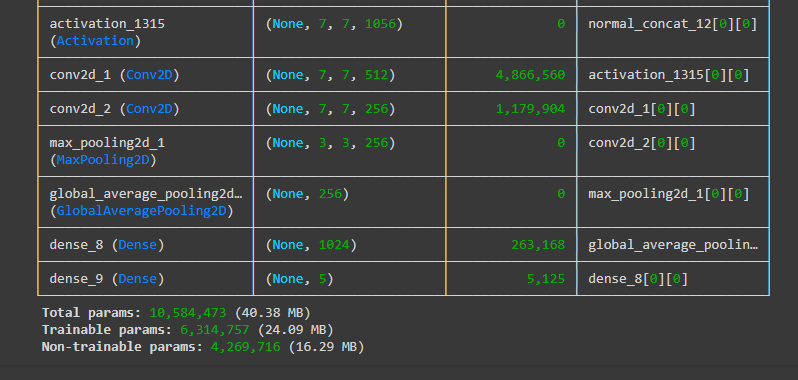 activation_1315 (None, 7, 7, 1056) 0 normal_concat_12[0][0]
(Activation)
conv2d_1 (Conv2D) (None, 7, 7, 512) 4,866,560 activation_1315[0][0]
conv2d_2 (Conv2D) (None, 7, 7, 256) 1,179,904 conv2d_1[0][0]
max_pooling2d_1 (None, 3, 3, 256) 0 conv2d_2[0][0]
(MaxPooling2D)
global_average_pooling2d… (None, 256) 0 max_pooling2d_1[0][0]
(GlobalAveragePooling2D)
dense_8 (Dense) (None, 1024) 263,168 global_average_poolin…
dense_9 (Dense) (None, 5) 5,125 dense_8[0][0]
Total params: 10,584,473 (40.38 MB)
Trainable params: 6,314,757 (24.09 MB)
Non-trainable params: 4,269,716 (16.29 MB)